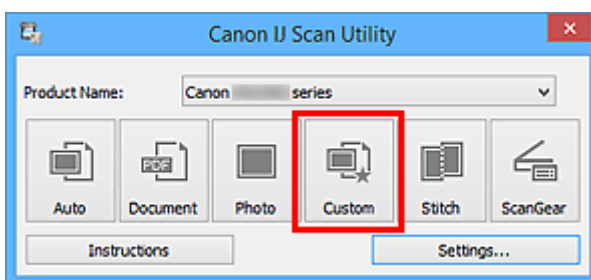 Canon IJ Scan Utility
Product Name: Canon series
PDF
Auto Document Photo Custom Stitch ScanGear
Instructions Settings...